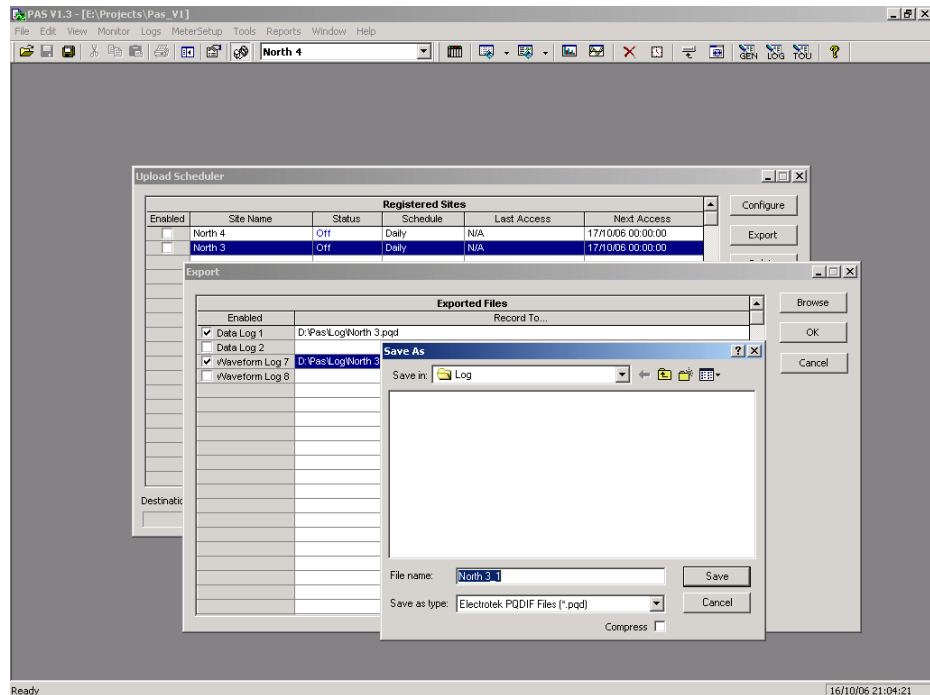 PAS V1.3 - [E:\Projects\Pas_V1]
File Edit View Monitor Logs MeterSetup Tools Reports Window Help
North 4
GEN LOG TOU
Upload Scheduler
Registered Sites
Enabled Site Name Status Schedule Last Access Next Access
North 4 Off Daily N/A 17/10/06 00:00:00
North 3 Off Daily N/A 17/10/06 00:00:00
Configure
Export
Export
Exported Files
Enabled Record To...
Data Log 1 D:\Pas\Log\North 3.pqd
Data Log 2
Waveform Log 7 D:\Pas\Log\North 3
Waveform Log 8
Browse
OK
Cancel
Save As
Save in: Log
File name: North 3_1
Save
Save as type: Electrotek PQDIF Files (*.pqd)
Cancel
Compress
Destinatio
Ready 16/10/06 21:04:21